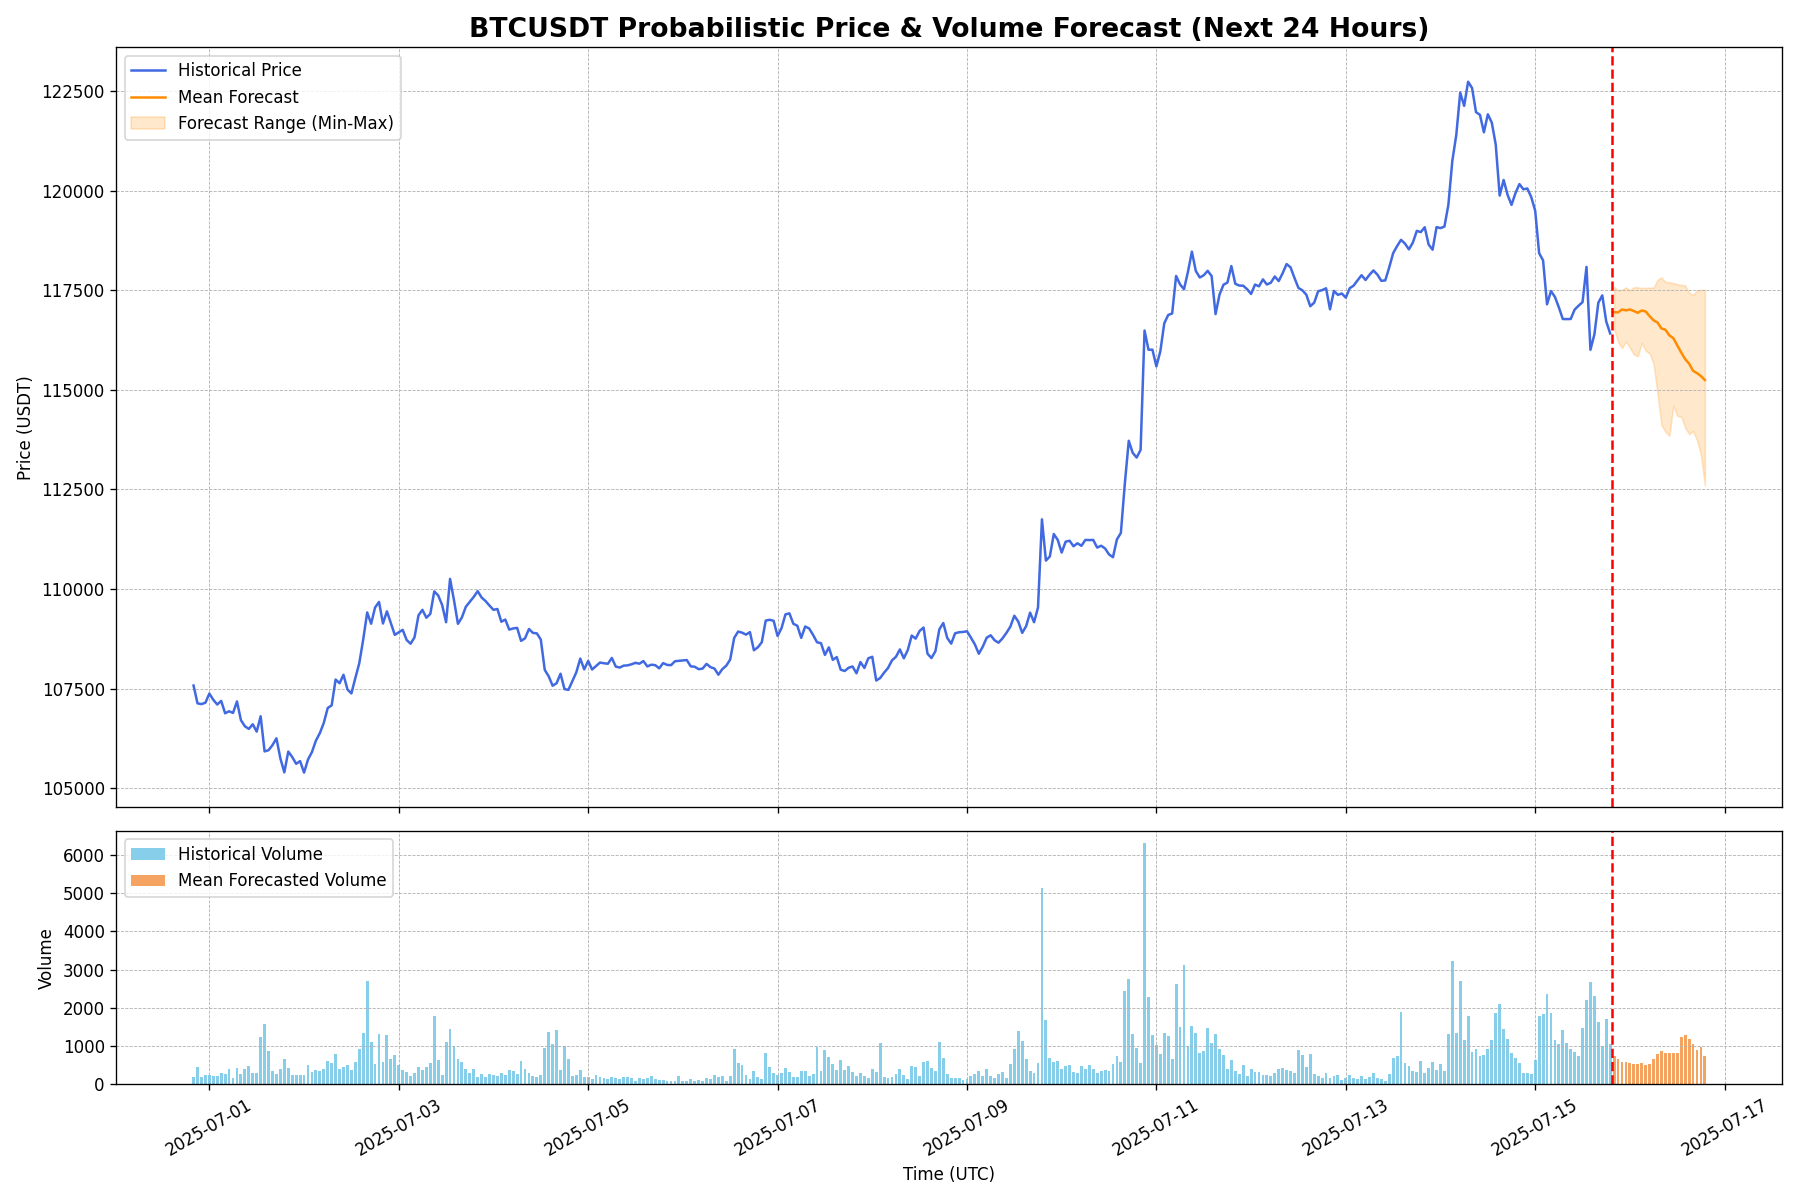 BTCUSDT Probabilistic Price & Volume Forecast (Next 24 Hours)
Historical Price
Mean Forecast
Forecast Range (Min-Max)
122500
120000
117500
115000
112500
110000
107500
105000
Price (USDT)
Historical Volume
Mean Forecasted Volume
6000
5000
4000
3000
2000
1000
0
Volume
2025-07-01
2025-07-03
2025-07-05
2025-07-07
2025-07-09
2025-07-11
2025-07-13
2025-07-15
2025-07-17
Time (UTC)